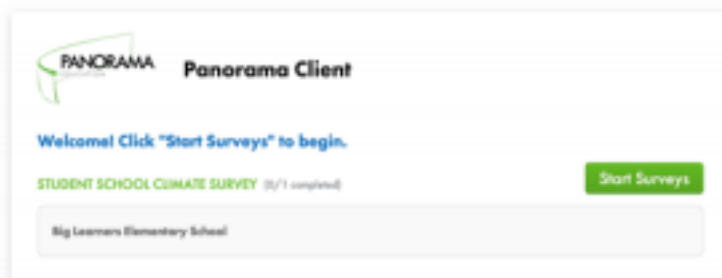 PANORAMA
Panorama Client
Welcome! Click "Start Surveys" to begin.
STUDENT SCHOOL CLIMATE SURVEY (0/1 completed)
Start Surveys
Big Learners Elementary School